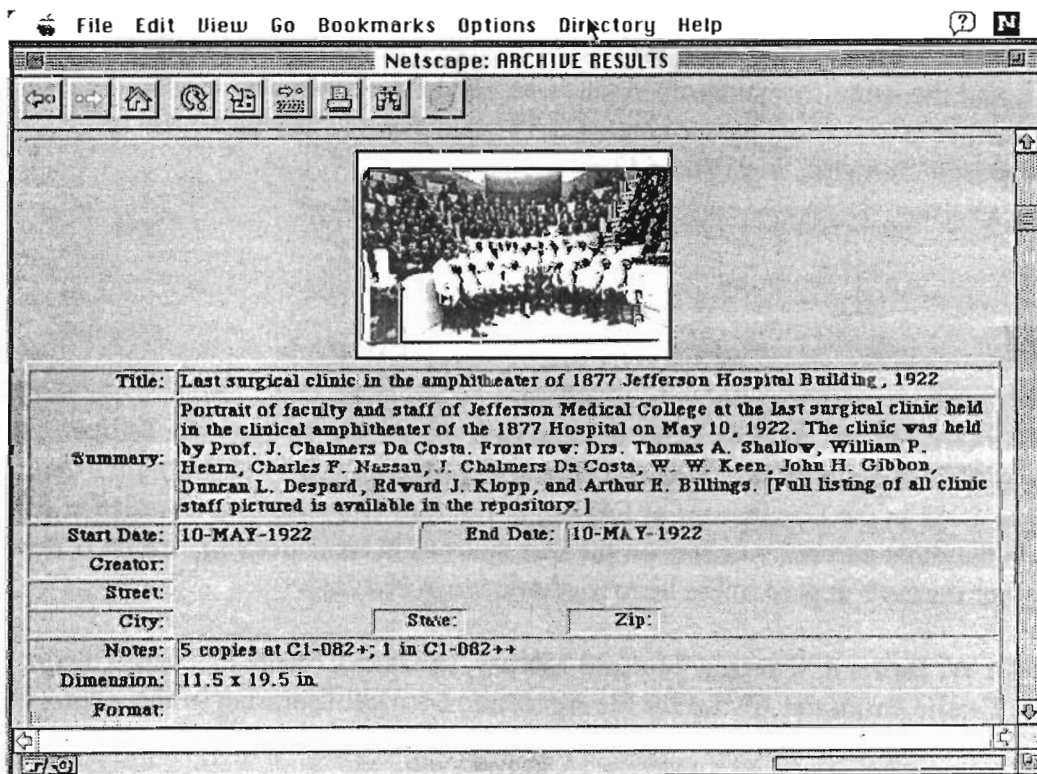 File Edit View Go Bookmarks Options Directory Help ? N
Netscape: ARCHIVE RESULTS
Title: Last surgical clinic in the amphitheater of 1877 Jefferson Hospital Building, 1922
Summary: Portrait of faculty and staff of Jefferson Medical College at the last surgical clinic held
in the clinical amphitheater of the 1877 Hospital on May 10, 1922. The clinic was held
by Prof. J. Chalmers Da Costa. Front row: Drs. Thomas A. Shallow, William P.
Hearn, Charles F. Nassau, J. Chalmers Da Costa, W. W. Keen, John H. Gibbon,
Duncan L. Despard, Edward J. Klopp, and Arthur E. Billings. [Full listing of all clinic
staff pictured is available in the repository.]
Start Date: 10-MAY-1922 End Date: 10-MAY-1922
Creator:
Street:
City: State: Zip:
Notes: 5 copies at C1-082+; 1 in C1-082++
Dimension: 11.5 x 19.5 in.
Format: